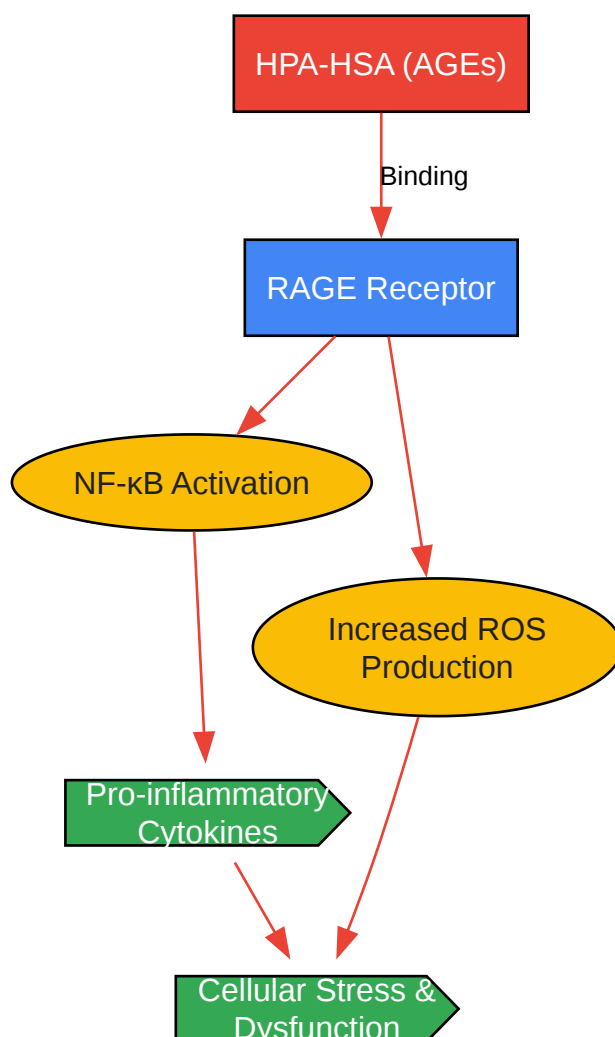 HPA-HSA (AGEs)
Binding
RAGE Receptor
NF-κB Activation
Increased ROS
Production
Pro-inflammatory
Cytokines
Cellular Stress &
Dysfunction